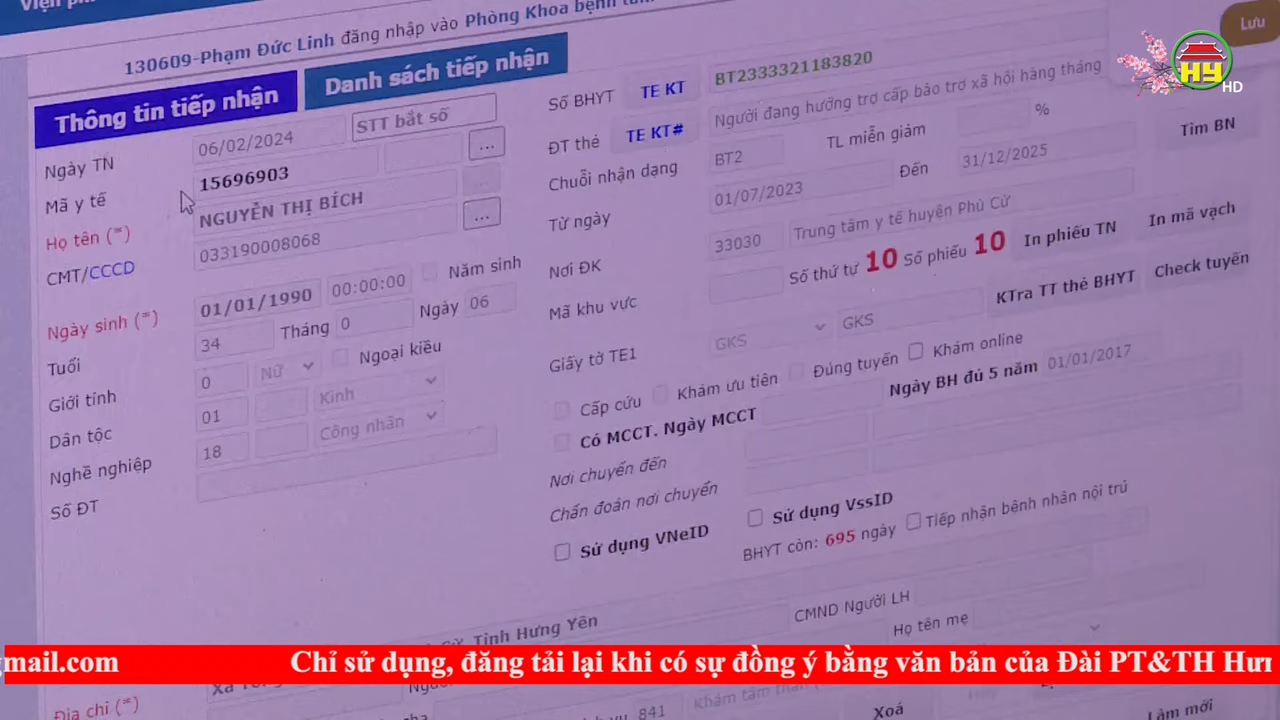 Viện ph
130609-Phạm Đức Linh đăng nhập vào Phòng Khoa bệnh
Lưu
HY HD
Thông tin tiếp nhận
Danh sách tiếp nhận
Ngày TN 06/02/2024 STT bắt số
Mã y tế 15696903 ...
Họ tên (*) NGUYỄN THỊ BÍCH
CMT/CCCD 033190008068 ...
Ngày sinh (*) 01/01/1990 00:00:00 Năm sinh
Tuổi 34 Tháng 0 Ngày 06
Giới tính 0 Nữ Ngoại kiều
Dân tộc 01 Kinh
Nghề nghiệp 18 Công nhân
Số ĐT
Số BHYT TE KT BT2333321183820
ĐT thẻ TE KT# Người đang hưởng trợ cấp bảo trợ xã hội hàng tháng
Chuỗi nhận dạng BT2 TL miễn giảm % Tìm BN
Từ ngày 01/07/2023 Đến 31/12/2025
Nơi ĐK 33030 Trung tâm y tế huyện Phù Cừ
Mã khu vực Số thứ tự 10 Số phiếu 10 In phiếu TN In mã vạch
Giấy tờ TE1 GKS GKS KTra TT thẻ BHYT Check tuyến
Cấp cứu Khám ưu tiên Đúng tuyến Khám online
Có MCCT. Ngày MCCT Ngày BH đủ 5 năm 01/01/2017
Nơi chuyển đến
Chẩn đoán nơi chuyển
Sử dụng VNeID Sử dụng VssID
BHYT còn: 695 ngày Tiếp nhận bệnh nhân nội trú
Tỉnh Hưng Yên CMND Người LH
Họ tên mẹ
gmail.com Chỉ sử dụng, đăng tải lại khi có sự đồng ý bằng văn bản của Đài PT&TH Hưn
Địa chỉ (*)
841
Xoá
Làm mới